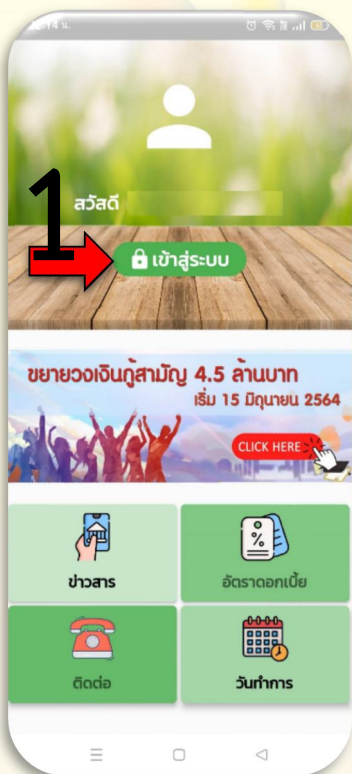 1
สวัสดี
เข้าสู่ระบบ
ขยายวงเงินกู้สามัญ 4.5 ล้านบาท
เริ่ม 15 มิถุนายน 2564
CLICK HERE
ข่าวสาร
อัตราดอกเบี้ย
ติดต่อ
วันทำการ